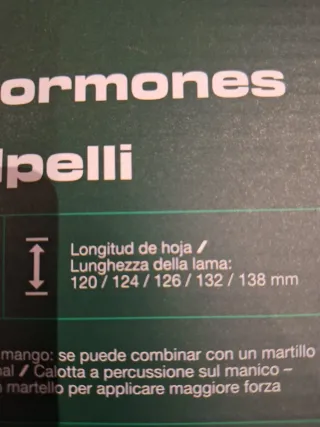 ormones
lpelli
Longitud de hoja /
Lunghezza della lama:
120 / 124 / 126 / 132 / 138 mm
mango: se puede combinar con un martillo
al / Calotta a percussione sul manico –
martello per applicare maggiore forza